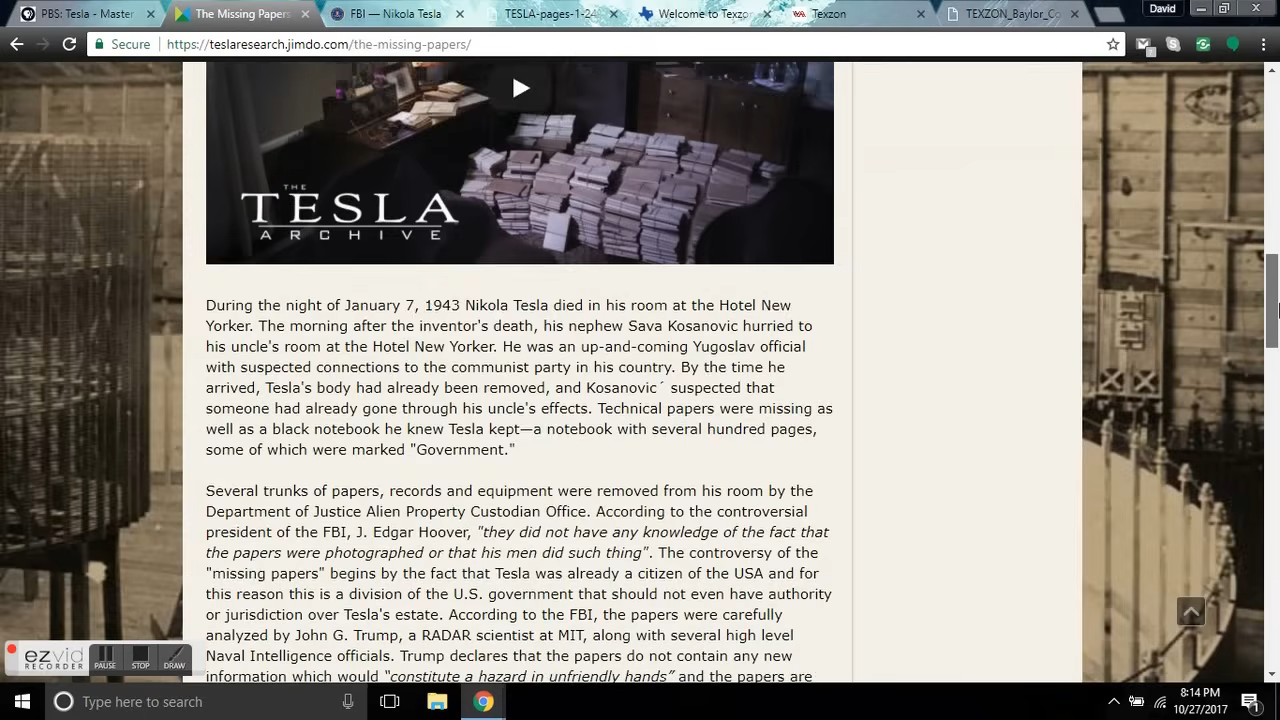 PBS: Tesla - Master
The Missing Papers
FBI — Nikola Tesla
TESLA-pages-1-24
Welcome to Texzo
Texzon
TEXZON_Baylor_Co
David
Secure
https://teslaresearch.jimdo.com/the-missing-papers/
THE
TESLA
ARCHIVE
During the night of January 7, 1943 Nikola Tesla died in his room at the Hotel New
Yorker. The morning after the inventor's death, his nephew Sava Kosanovic hurried to
his uncle's room at the Hotel New Yorker. He was an up-and-coming Yugoslav official
with suspected connections to the communist party in his country. By the time he
arrived, Tesla's body had already been removed, and Kosanovic´ suspected that
someone had already gone through his uncle's effects. Technical papers were missing as
well as a black notebook he knew Tesla kept—a notebook with several hundred pages,
some of which were marked "Government."
Several trunks of papers, records and equipment were removed from his room by the
Department of Justice Alien Property Custodian Office. According to the controversial
president of the FBI, J. Edgar Hoover, "they did not have any knowledge of the fact that
the papers were photographed or that his men did such thing". The controversy of the
"missing papers" begins by the fact that Tesla was already a citizen of the USA and for
this reason this is a division of the U.S. government that should not even have authority
or jurisdiction over Tesla's estate. According to the FBI, the papers were carefully
analyzed by John G. Trump, a RADAR scientist at MIT, along with several high level
Naval Intelligence officials. Trump declares that the papers do not contain any new
information which would “constitute a hazard in unfriendly hands” and the papers are
ezvid
RECORDER
PAUSE
STOP
DRAW
Type here to search
8:14 PM
10/27/2017